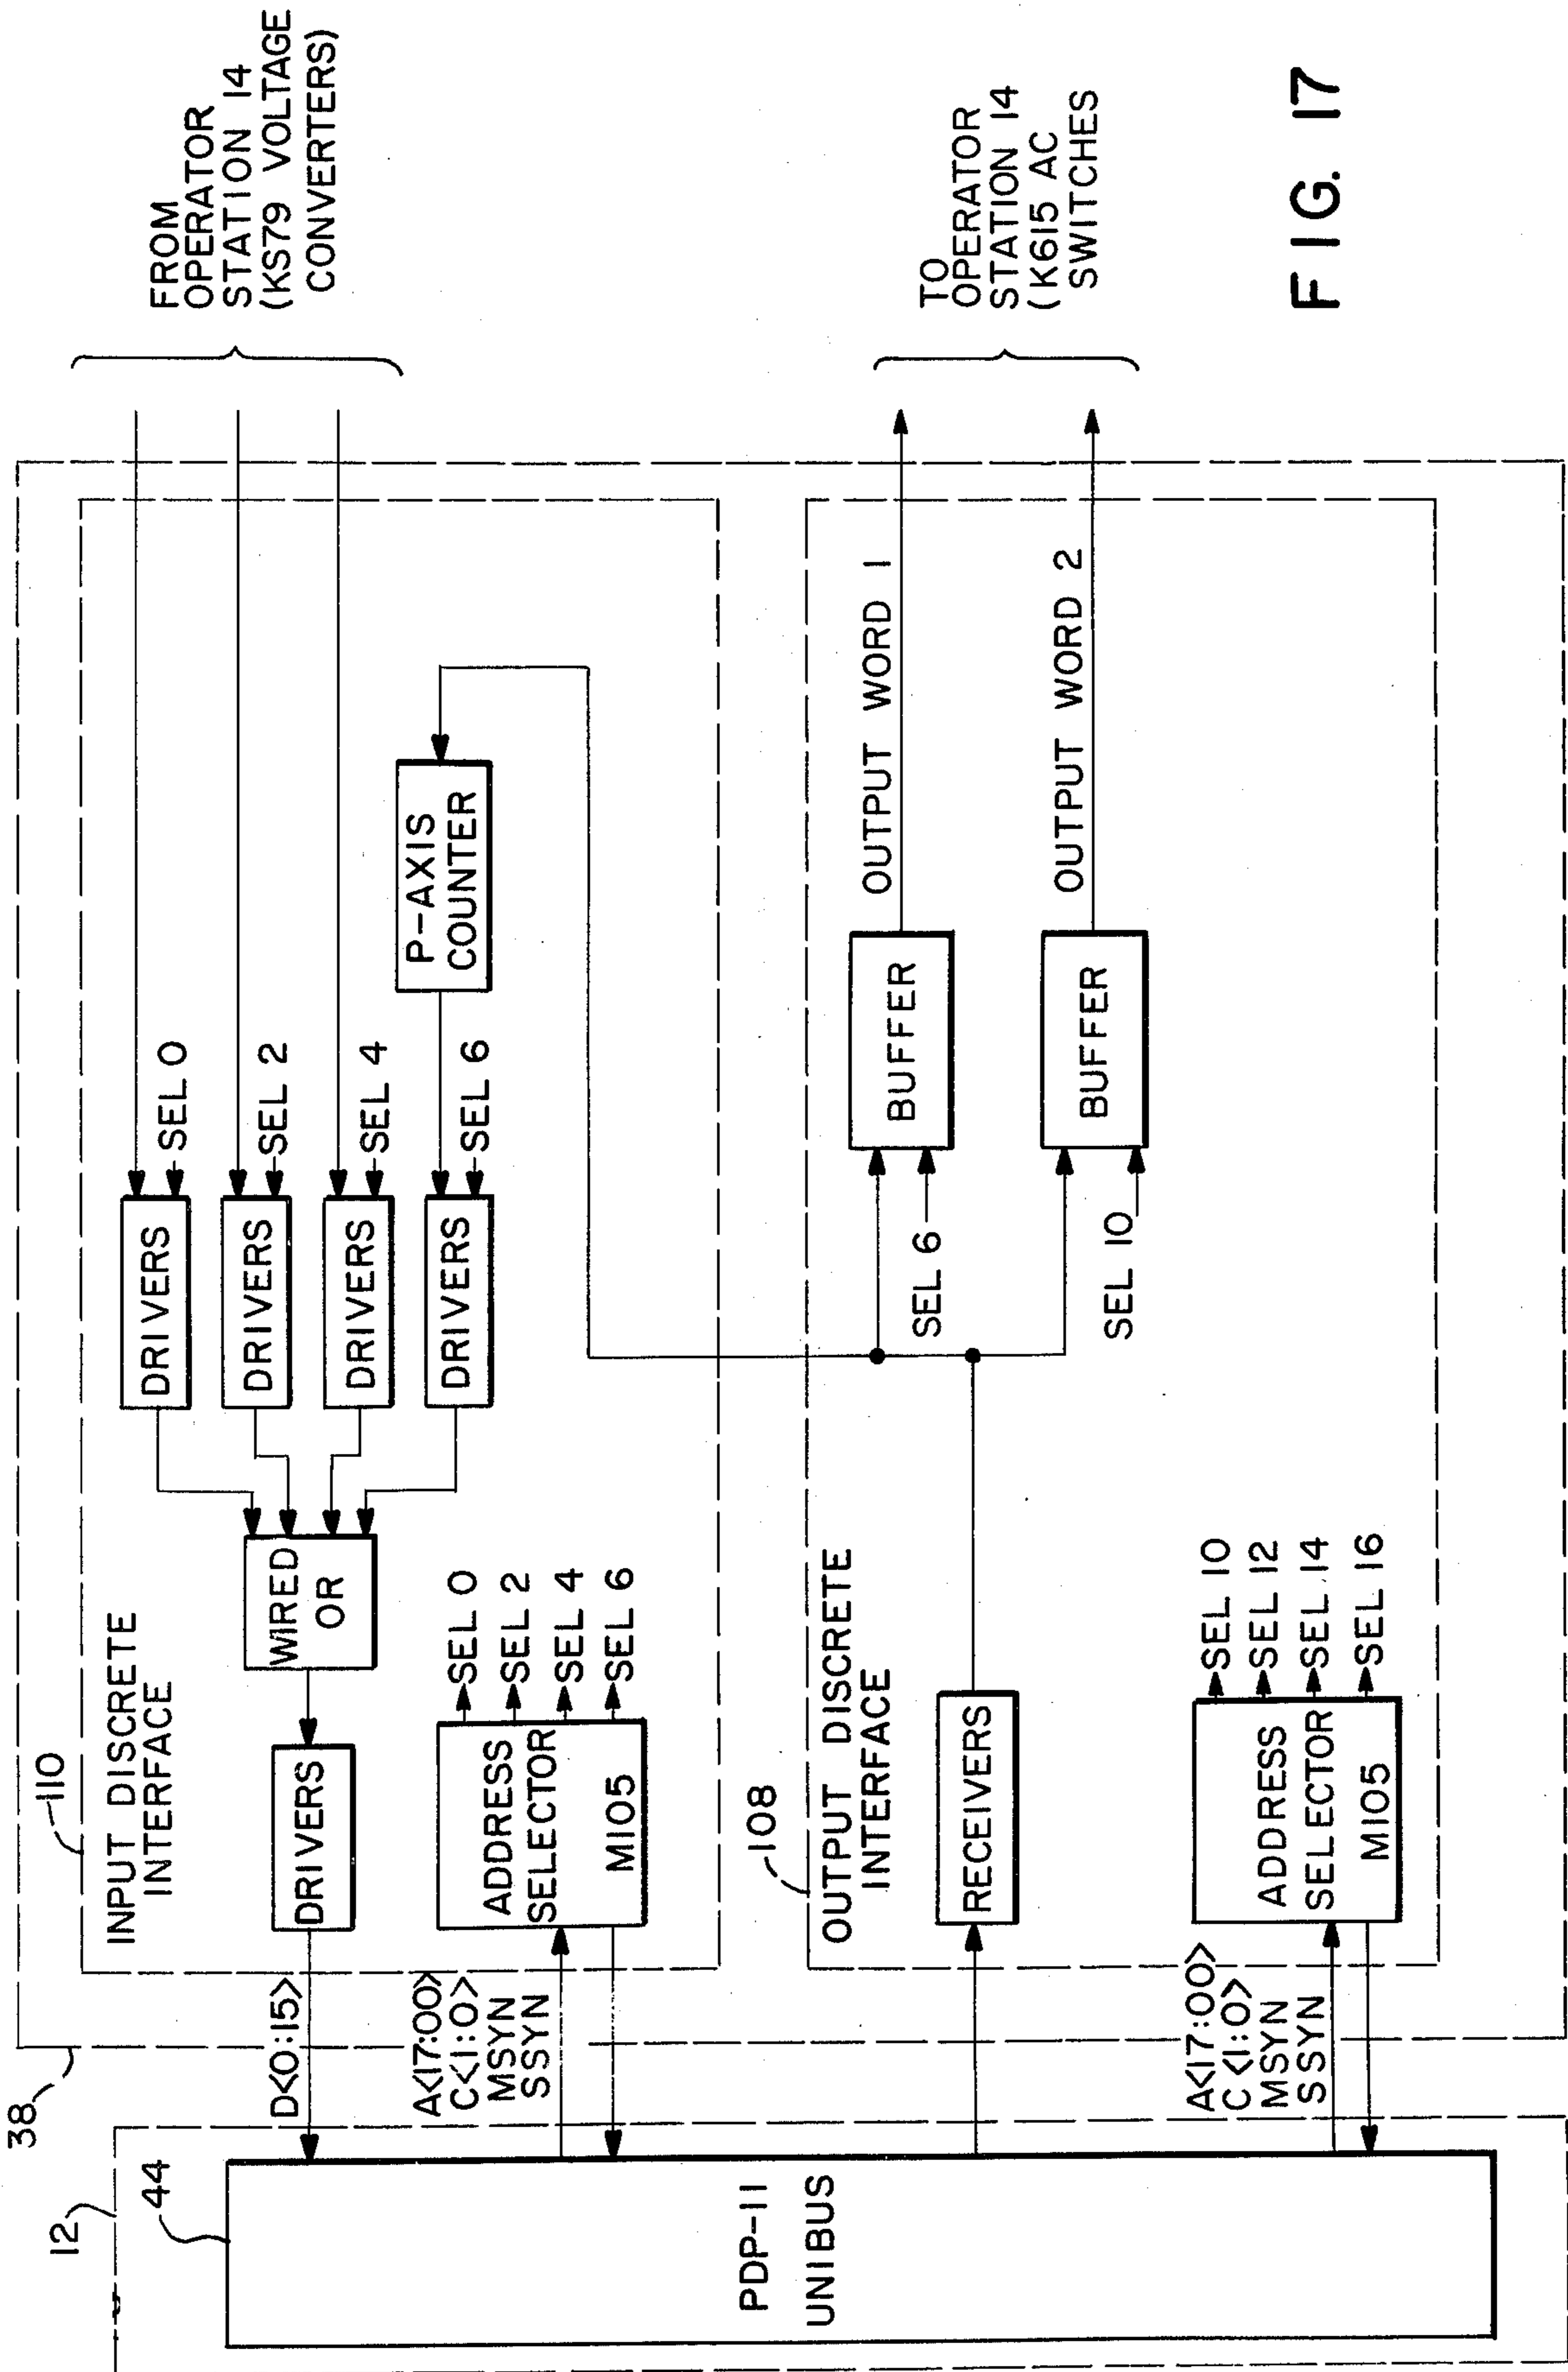 12
44
PDP-11
UNIBUS
38
D<0:15>
A<17:00>
C<1:0>
MSYN
SSYN
A<17:00>
C<1:0>
MSYN
SSYN
110
INPUT DISCRETE
INTERFACE
DRIVERS
WIRED
OR
ADDRESS
SELECTOR
M105
SEL 0
SEL 2
SEL 4
SEL 6
DRIVERS
SEL 0
DRIVERS
SEL 2
DRIVERS
SEL 4
DRIVERS
SEL 6
P-AXIS
COUNTER
108
OUTPUT DISCRETE
INTERFACE
RECEIVERS
ADDRESS
SELECTOR
M105
SEL 10
SEL 12
SEL 14
SEL 16
BUFFER
SEL 6
OUTPUT WORD 1
BUFFER
SEL 10
OUTPUT WORD 2
FROM
OPERATOR
STATION 14
(KS79 VOLTAGE
CONVERTERS)
TO
OPERATOR
STATION 14
(K615 AC
SWITCHES
FIG. 17